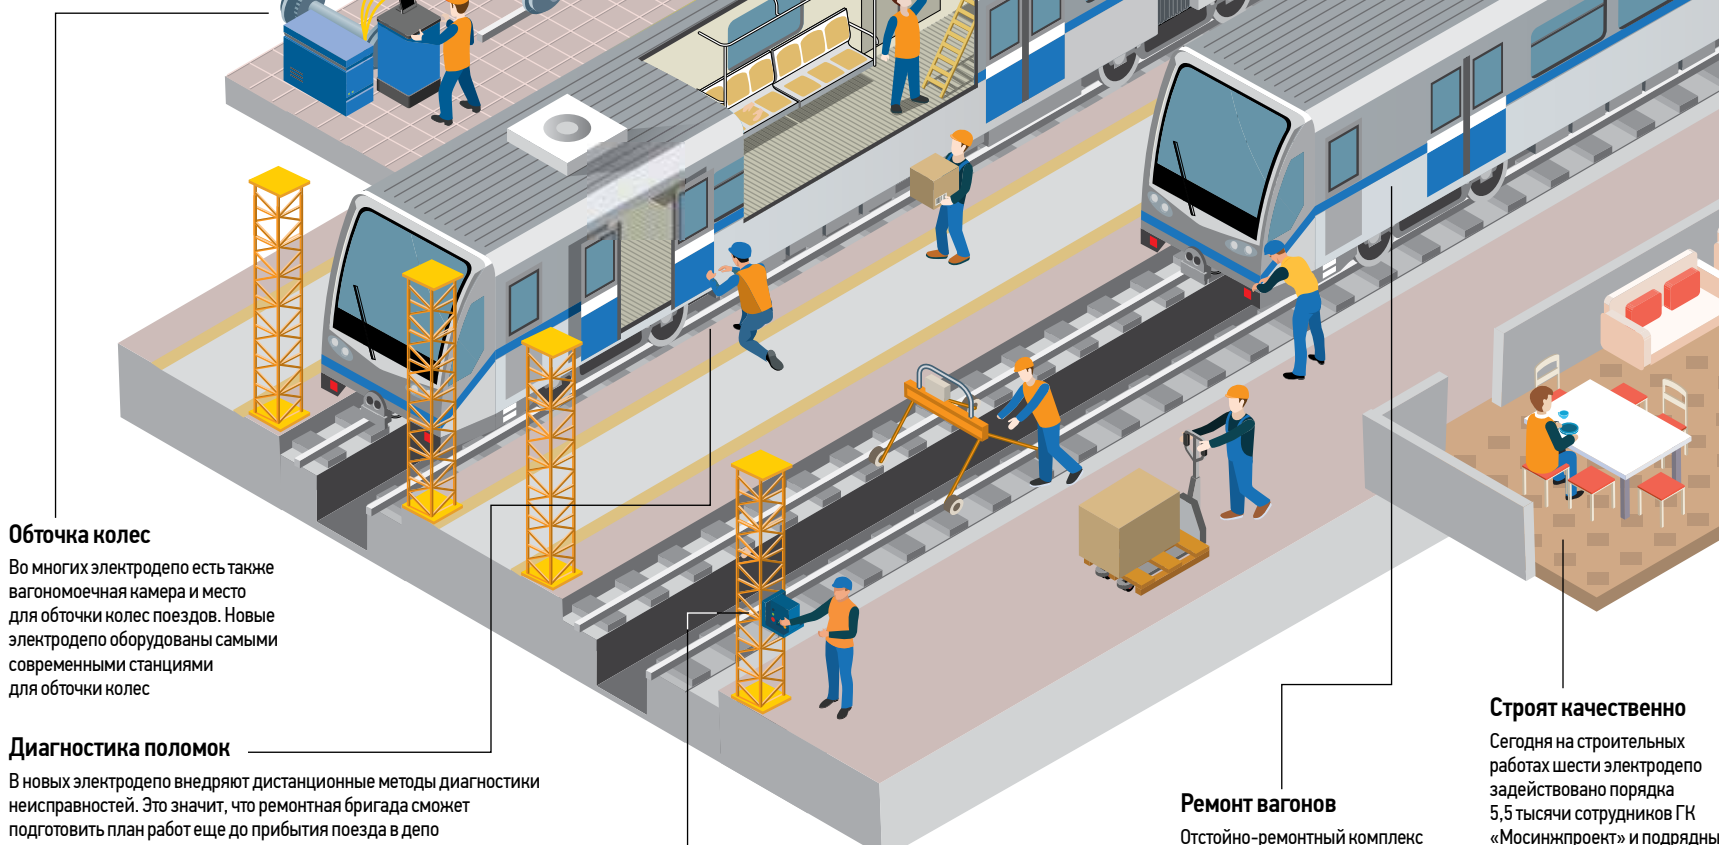 Обточка колес
Во многих электродепо есть также
вагономоечная камера и место
для обточки колес поездов. Новые
электродепо оборудованы самыми
современными станциями
для обточки колес
Диагностика поломок
В новых электродепо внедряют дистанционные методы диагностики
неисправностей. Это значит, что ремонтная бригада сможет
подготовить план работ еще до прибытия поезда в депо
Ремонт вагонов
Отстойно-ремонтный комплекс
Строят качественно
Сегодня на строительных
работах шести электродепо
задействовано порядка
5,5 тысячи сотрудников ГК
«Мосинжпроект» и подрядны